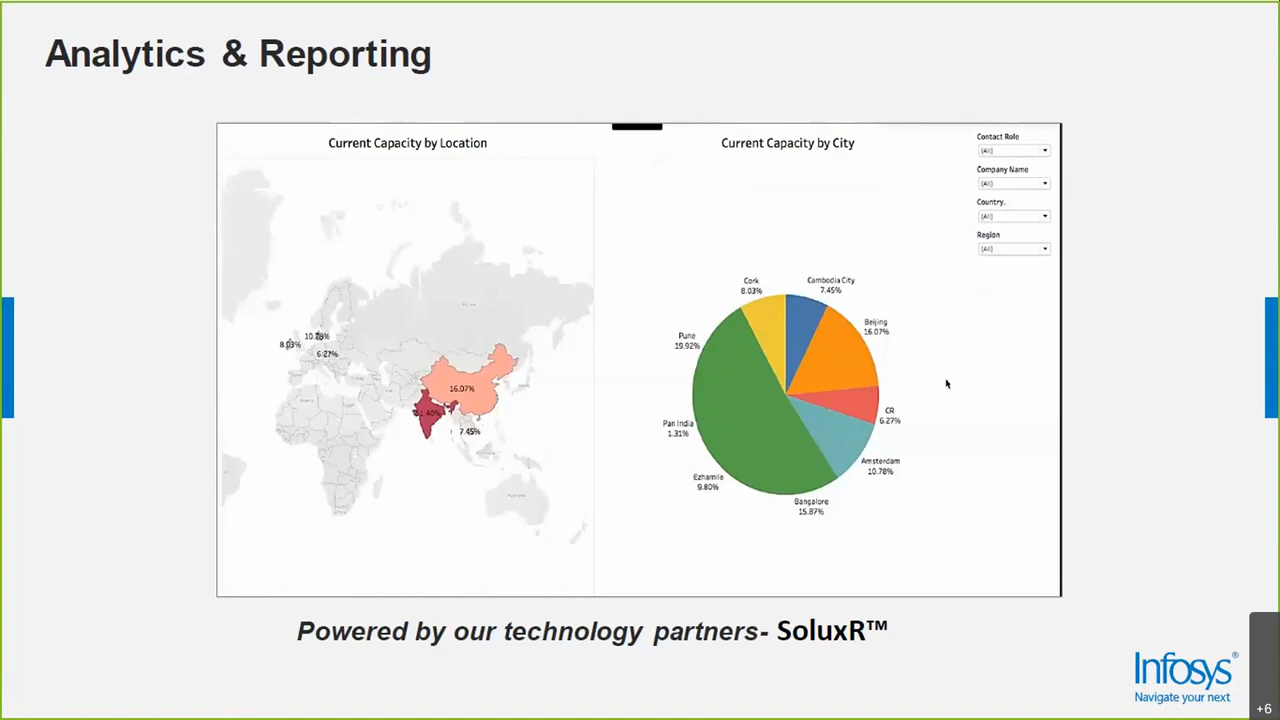 Analytics & Reporting
Current Capacity by Location
Current Capacity by City
Contact Role
(All)
Company Name
(All)
Country.
(All)
Region
(All)
10.78%
8.03%
6.27%
16.07%
7.45%
Cork
8.03%
Cambodia City
7.45%
Beijing
16.07%
Pune
19.92%
CR
6.27%
Pan India
1.31%
Amsterdam
10.78%
Ezhamile
9.80%
Bangalore
15.87%
Powered by our technology partners- SoluxR™
Infosys®
Navigate your next
+6